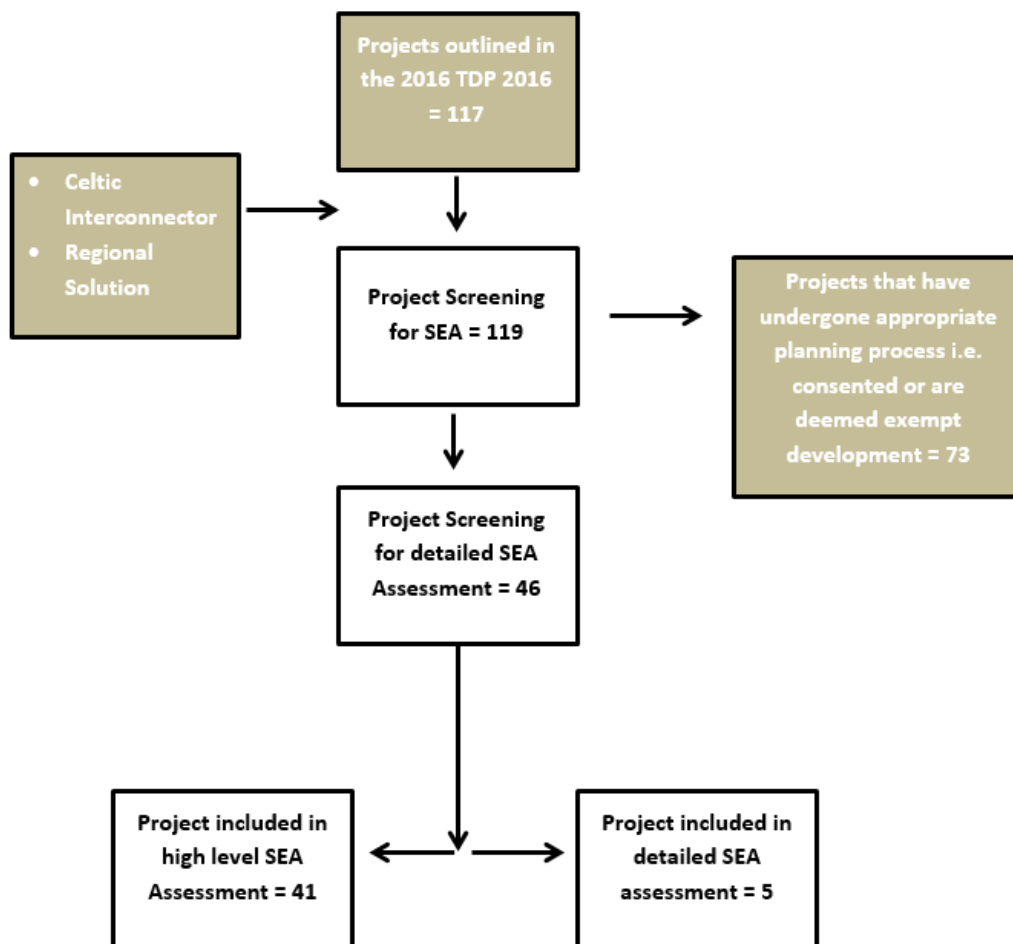 Projects outlined in
the 2016 TDP 2016
= 117
• Celtic
Interconnector
• Regional
Solution
Project Screening
for SEA = 119
Projects that have
undergone appropriate
planning process i.e.
consented or are
deemed exempt
development = 73
Project Screening
for detailed SEA
Assessment = 46
Project included in
high level SEA
Assessment = 41
Project included in
detailed SEA
assessment = 5